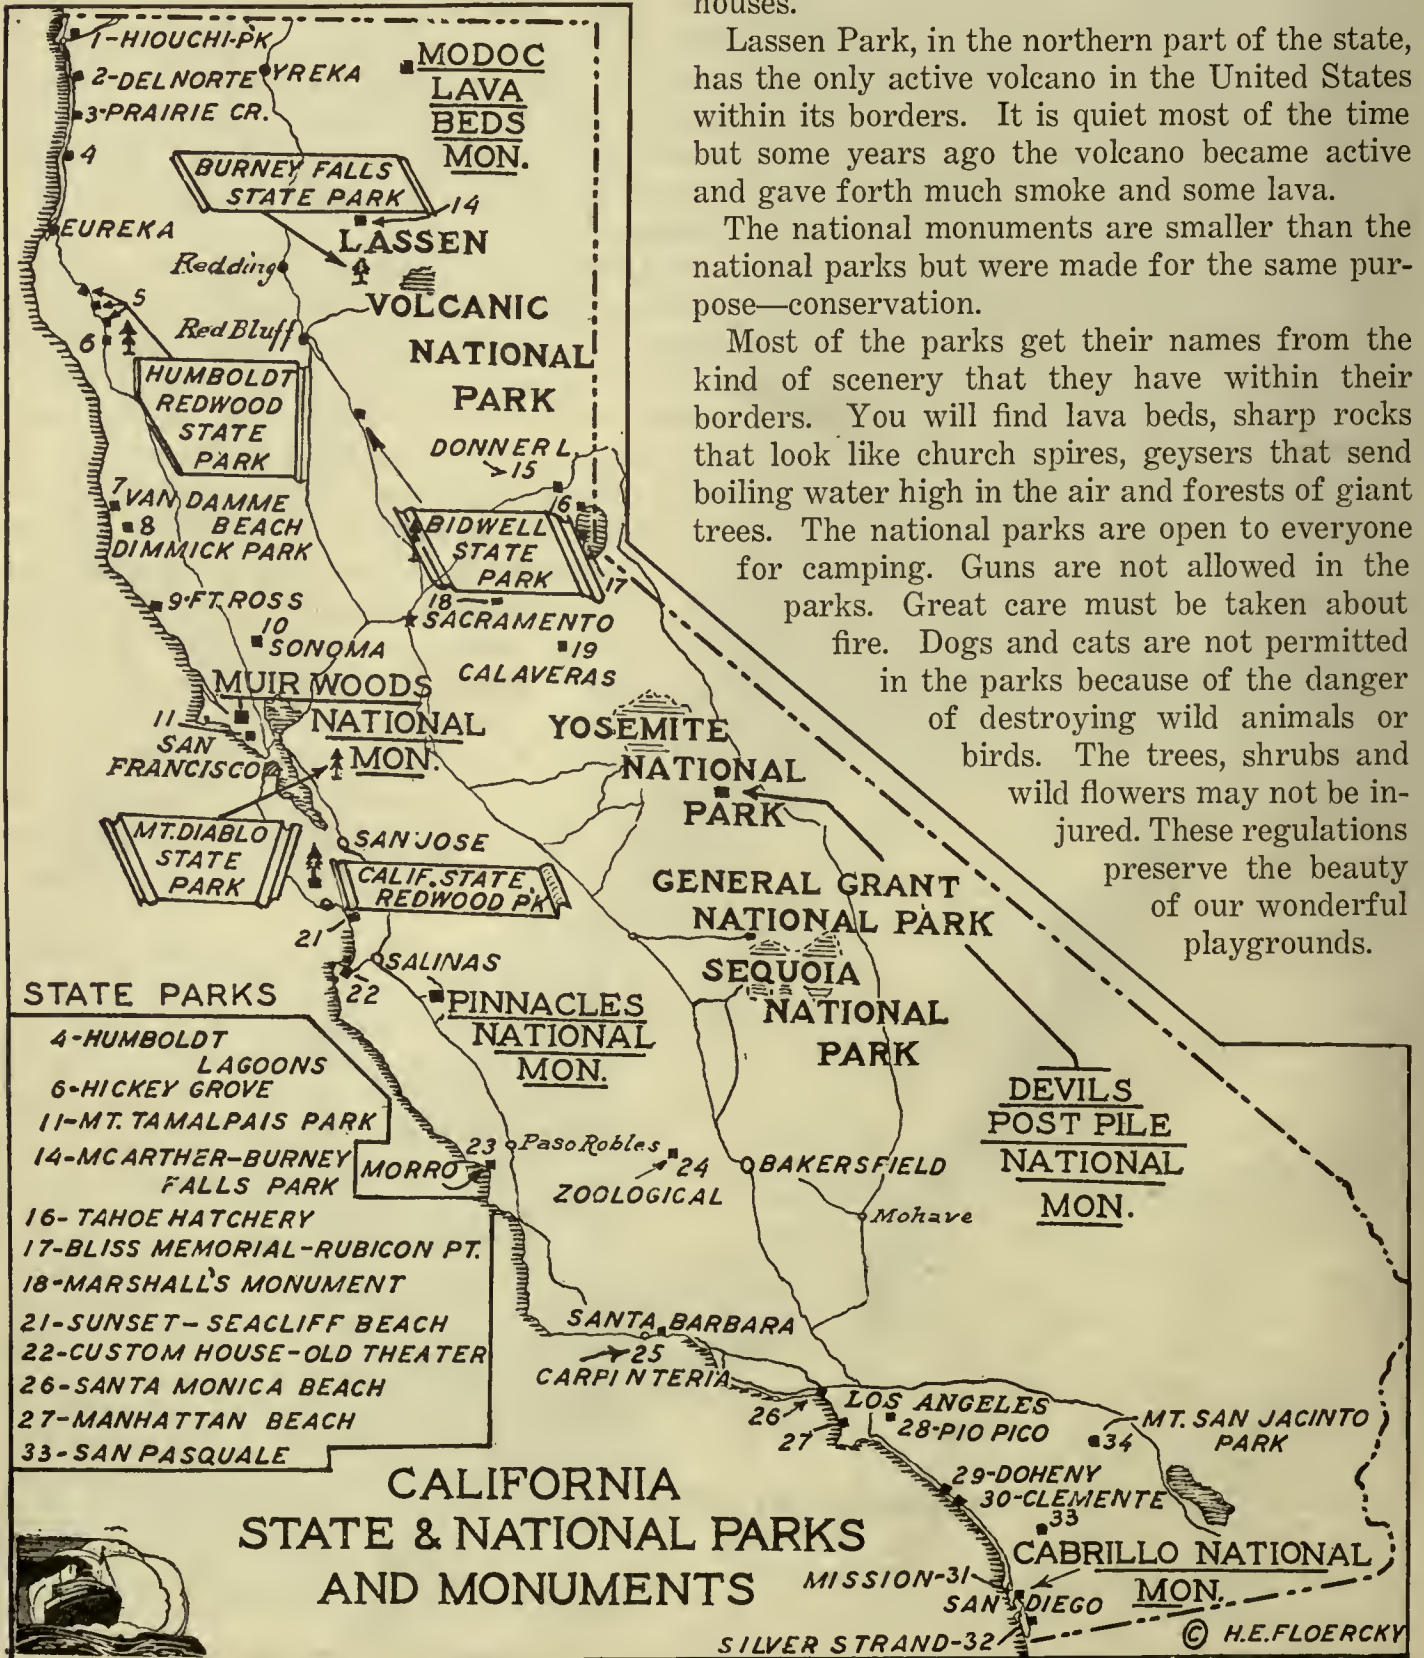 houses.
Lassen Park, in the northern part of the state,
has the only active volcano in the United States
within its borders. It is quiet most of the time
but some years ago the volcano became active
and gave forth much smoke and some lava.
The national monuments are smaller than the
national parks but were made for the same pur-
pose—conservation.
Most of the parks get their names from the
kind of scenery that they have within their
borders. You will find lava beds, sharp rocks
that look like church spires, geysers that send
boiling water high in the air and forests of giant
trees. The national parks are open to everyone
for camping. Guns are not allowed in the
parks. Great care must be taken about
fire. Dogs and cats are not permitted
in the parks because of the danger
of destroying wild animals or
birds. The trees, shrubs and
wild flowers may not be in-
jured. These regulations
preserve the beauty
of our wonderful
playgrounds.
1-HIOUCHI-PK
2-DEL NORTE
YREKA
3-PRAIRIE CR.
4
MODOC
LAVA
BEDS
MON.
BURNEY FALLS
STATE PARK
14
EUREKA
LASSEN
VOLCANIC
NATIONAL
PARK
Redding
5
6
Red Bluff
HUMBOLDT
REDWOOD
STATE
PARK
DONNER L.
15
6
7
VAN DAMME
BEACH
8
DIMMICK PARK
BIDWELL
STATE
PARK
17
18
SACRAMENTO
9-FT. ROSS
10
SONOMA
19
CALAVERAS
MUIR WOODS
NATIONAL
MON.
11
SAN
FRANCISCO
YOSEMITE
NATIONAL
PARK
MT. DIABLO
STATE
PARK
SAN JOSE
CALIF. STATE
REDWOOD PK
GENERAL GRANT
NATIONAL PARK
21
SALINAS
22
SEQUOIA
NATIONAL
PARK
PINNACLES
NATIONAL
MON.
DEVILS
POST PILE
NATIONAL
MON.
STATE PARKS
4-HUMBOLDT
LAGOONS
6-HICKEY GROVE
11-MT. TAMALPAIS PARK
14-MCARTHER-BURNEY
FALLS PARK
16-TAHOE HATCHERY
17-BLISS MEMORIAL-RUBICON PT.
18-MARSHALL'S MONUMENT
21-SUNSET-SEACLIFF BEACH
22-CUSTOM HOUSE-OLD THEATER
26-SANTA MONICA BEACH
27-MANHATTAN BEACH
33-SAN PASQUALE
23
MORRO
Paso Robles
24
ZOOLOGICAL
BAKERSFIELD
Mohave
SANTA BARBARA
25
CARPINTERIA
26
27
LOS ANGELES
28-PIO PICO
34
MT. SAN JACINTO
PARK
29-DOHENY
30-CLEMENTE
33
CABRILLO NATIONAL
MON.
MISSION-31
SAN DIEGO
SILVER STRAND-32
CALIFORNIA
STATE & NATIONAL PARKS
AND MONUMENTS
© H.E. FLOERCKY